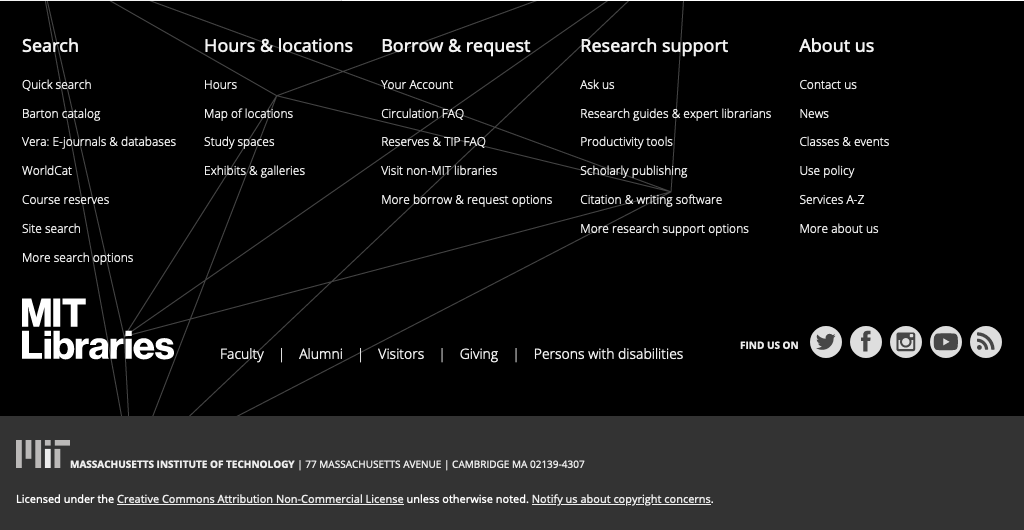 Search
Quick search
Barton catalog
Vera: E-journals & databases
WorldCat
Course reserves
Site search
More search options
Hours & locations
Hours
Map of locations
Study spaces
Exhibits & galleries
Borrow & request
Your Account
Circulation FAQ
Reserves & TIP FAQ
Visit non-MIT libraries
More borrow & request options
Research support
Ask us
Research guides & expert librarians
Productivity tools
Scholarly publishing
Citation & writing software
More research support options
About us
Contact us
News
Classes & events
Use policy
Services A-Z
More about us
MIT
Libraries
Faculty | Alumni | Visitors | Giving | Persons with disabilities
FIND US ON
MIT MASSACHUSETTS INSTITUTE OF TECHNOLOGY | 77 MASSACHUSETTS AVENUE | CAMBRIDGE MA 02139-4307
Licensed under the Creative Commons Attribution Non-Commercial License unless otherwise noted. Notify us about copyright concerns.